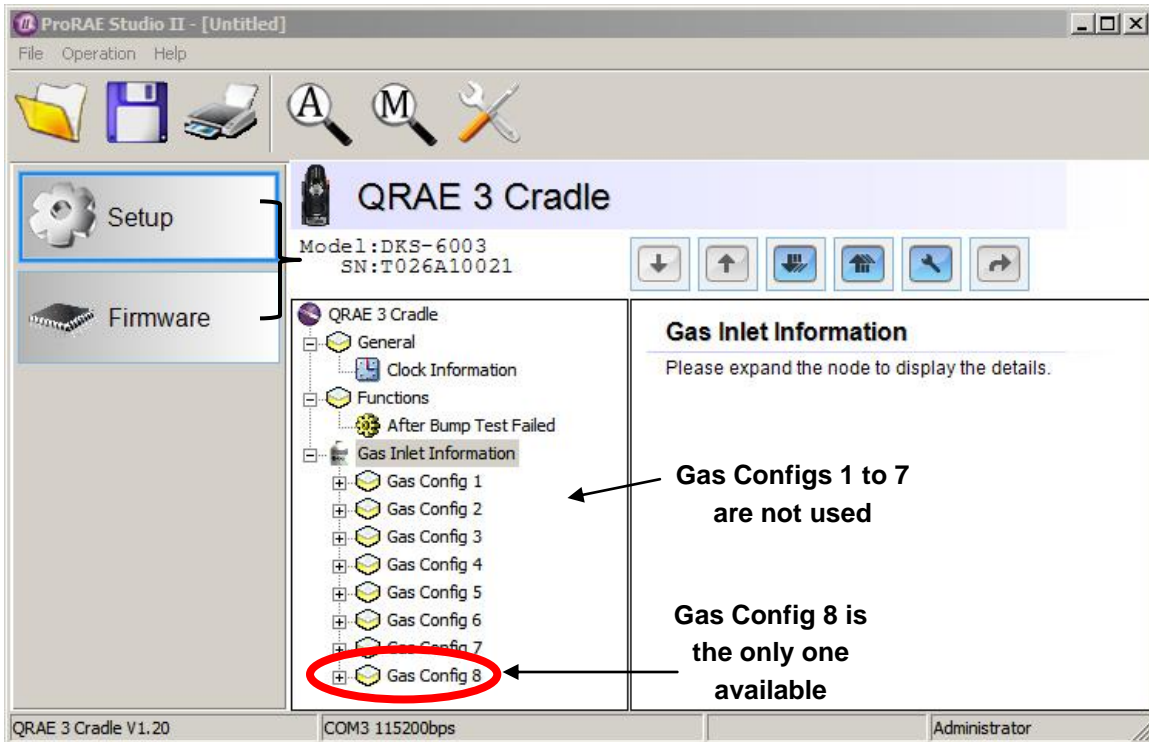 ProRAE Studio II - [Untitled]
File Operation Help
A M
Setup
Firmware
QRAE 3 Cradle
Model:DKS-6003
SN:T026A10021
QRAE 3 Cradle
General
Clock Information
Functions
After Bump Test Failed
Gas Inlet Information
Gas Config 1
Gas Config 2
Gas Config 3
Gas Config 4
Gas Config 5
Gas Config 6
Gas Config 7
Gas Config 8
Gas Inlet Information
Please expand the node to display the details.
Gas Configs 1 to 7
are not used
Gas Config 8 is
the only one
available
QRAE 3 Cradle V1.20
COM3 115200bps
Administrator